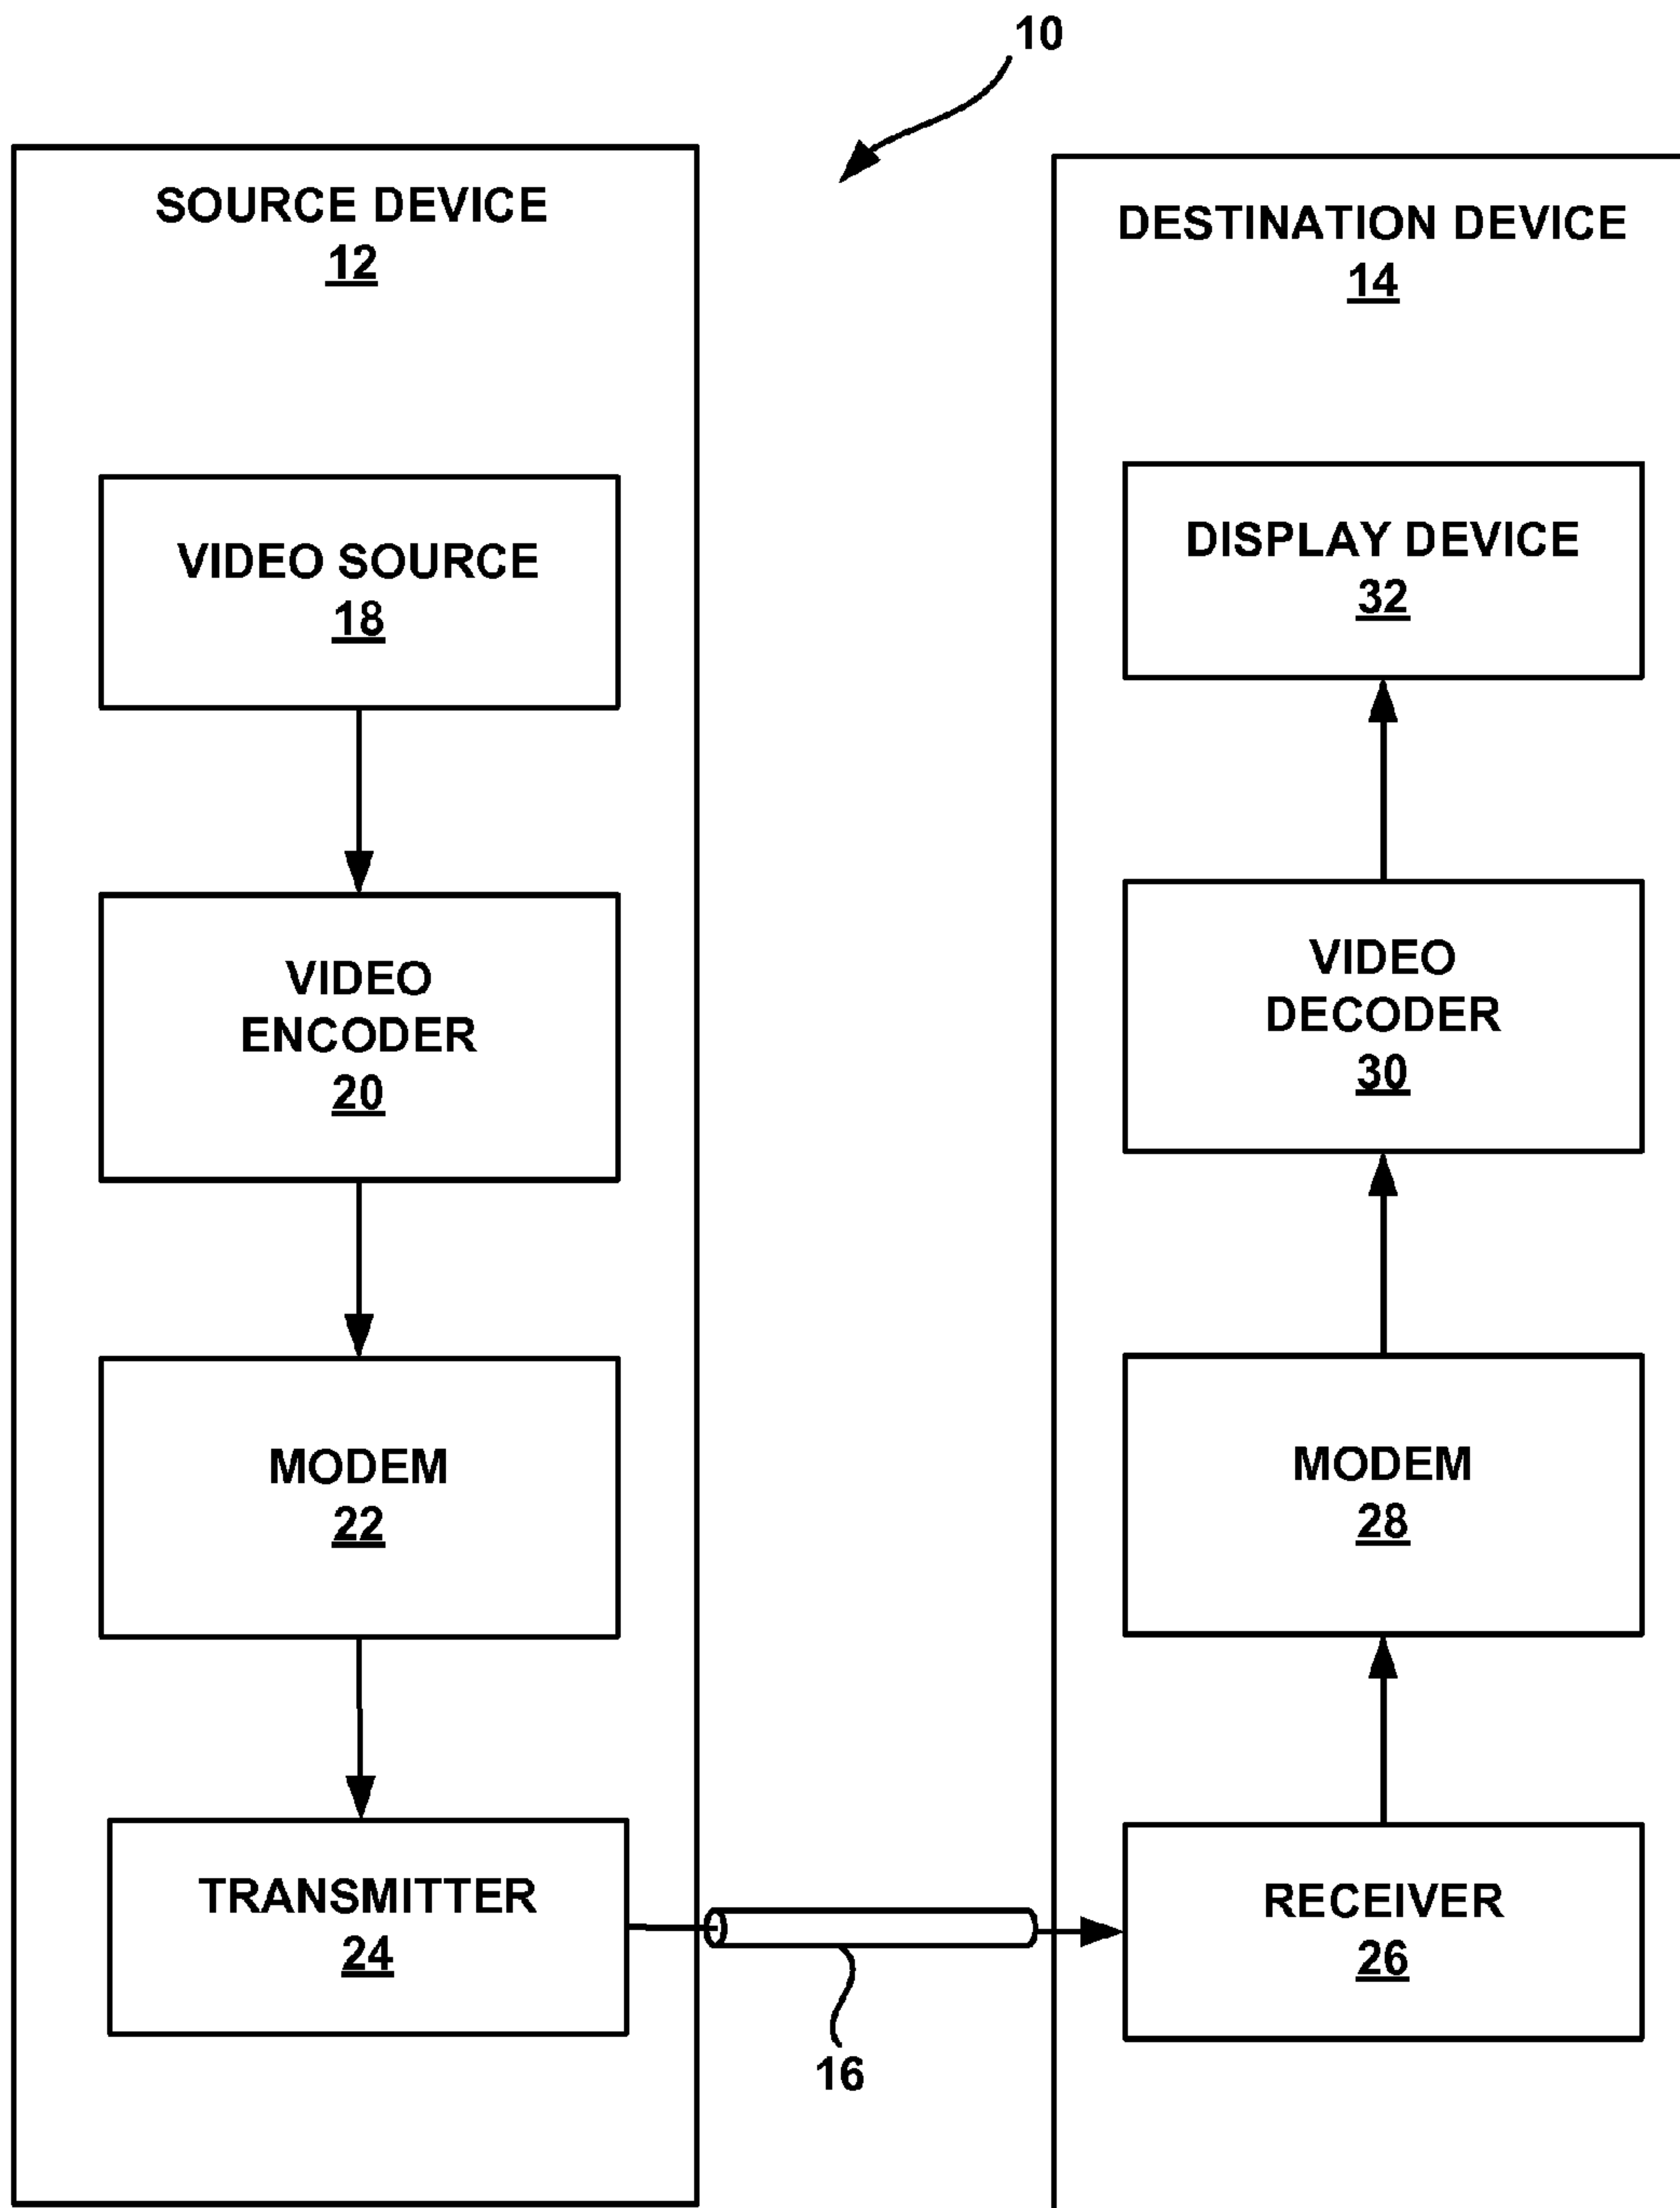 10
SOURCE DEVICE
12
VIDEO SOURCE
18
VIDEO
ENCODER
20
MODEM
22
TRANSMITTER
24
16
DESTINATION DEVICE
14
DISPLAY DEVICE
32
VIDEO
DECODER
30
MODEM
28
RECEIVER
26